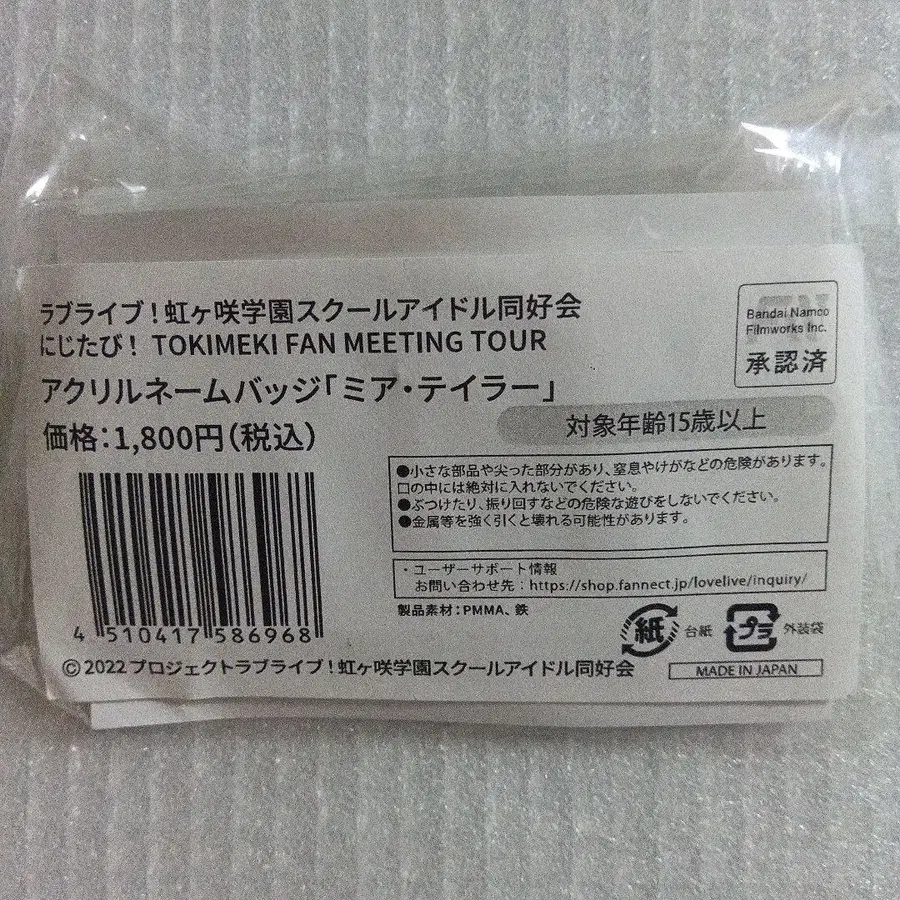 ラブライブ！虹ヶ咲学園スクールアイドル同好会
にじたび！ TOKIMEKI FAN MEETING TOUR
アクリルネームバッジ「ミア・テイラー」
価格：1,800円（税込）
Bandai Namco
Filmworks Inc.
承認済
対象年齢15歳以上
●小さな部品や尖った部分があり、窒息やけがなどの危険があります。
口の中には絶対に入れないでください。
●ぶつけたり、振り回すなどの危険な遊びをしないでください。
●金属等を強く引くと壊れる可能性があります。
・ユーザーサポート情報
お問い合わせ先：https://shop.fannect.jp/lovelive/inquiry/
製品素材：PMMA、鉄
4 510417 586968
紙 台紙 プラ 外装袋
©2022 プロジェクトラブライブ！虹ヶ咲学園スクールアイドル同好会
MADE IN JAPAN